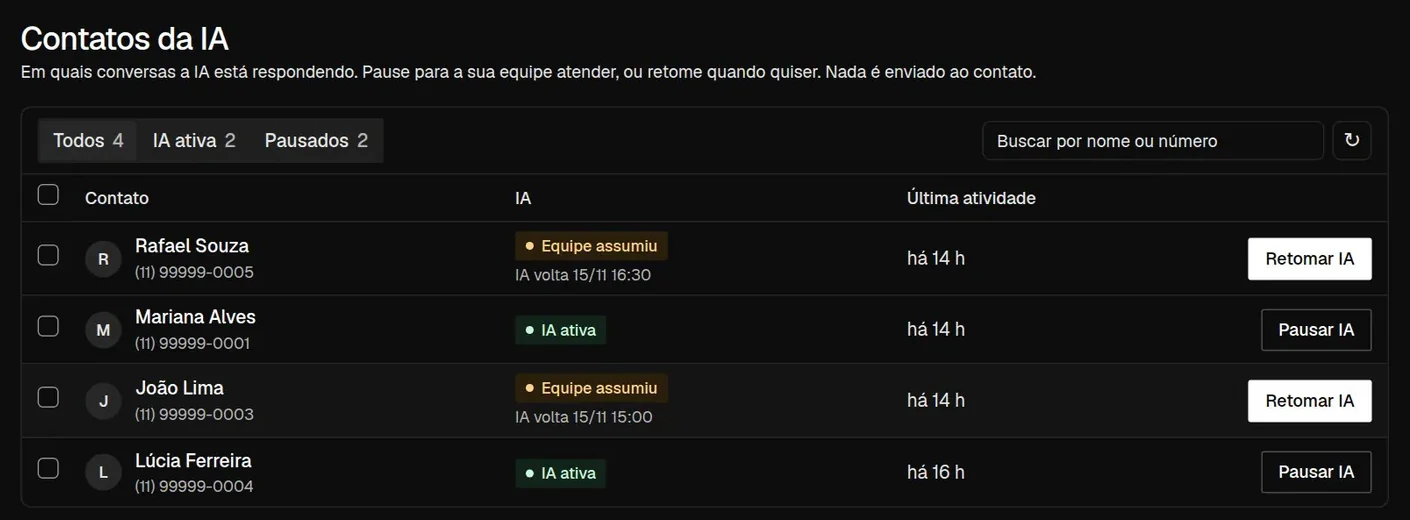 Contatos da IA
Em quais conversas a IA está respondendo. Pause para a sua equipe atender, ou retome quando quiser. Nada é enviado ao contato.
Todos 4 IA ativa 2 Pausados 2 Buscar por nome ou número ↻
Contato IA Última atividade
R Rafael Souza (11) 99999-0005 Equipe assumiu IA volta 15/11 16:30 há 14 h Retomar IA
M Mariana Alves (11) 99999-0001 IA ativa há 14 h Pausar IA
J João Lima (11) 99999-0003 Equipe assumiu IA volta 15/11 15:00 há 14 h Retomar IA
L Lúcia Ferreira (11) 99999-0004 IA ativa há 16 h Pausar IA